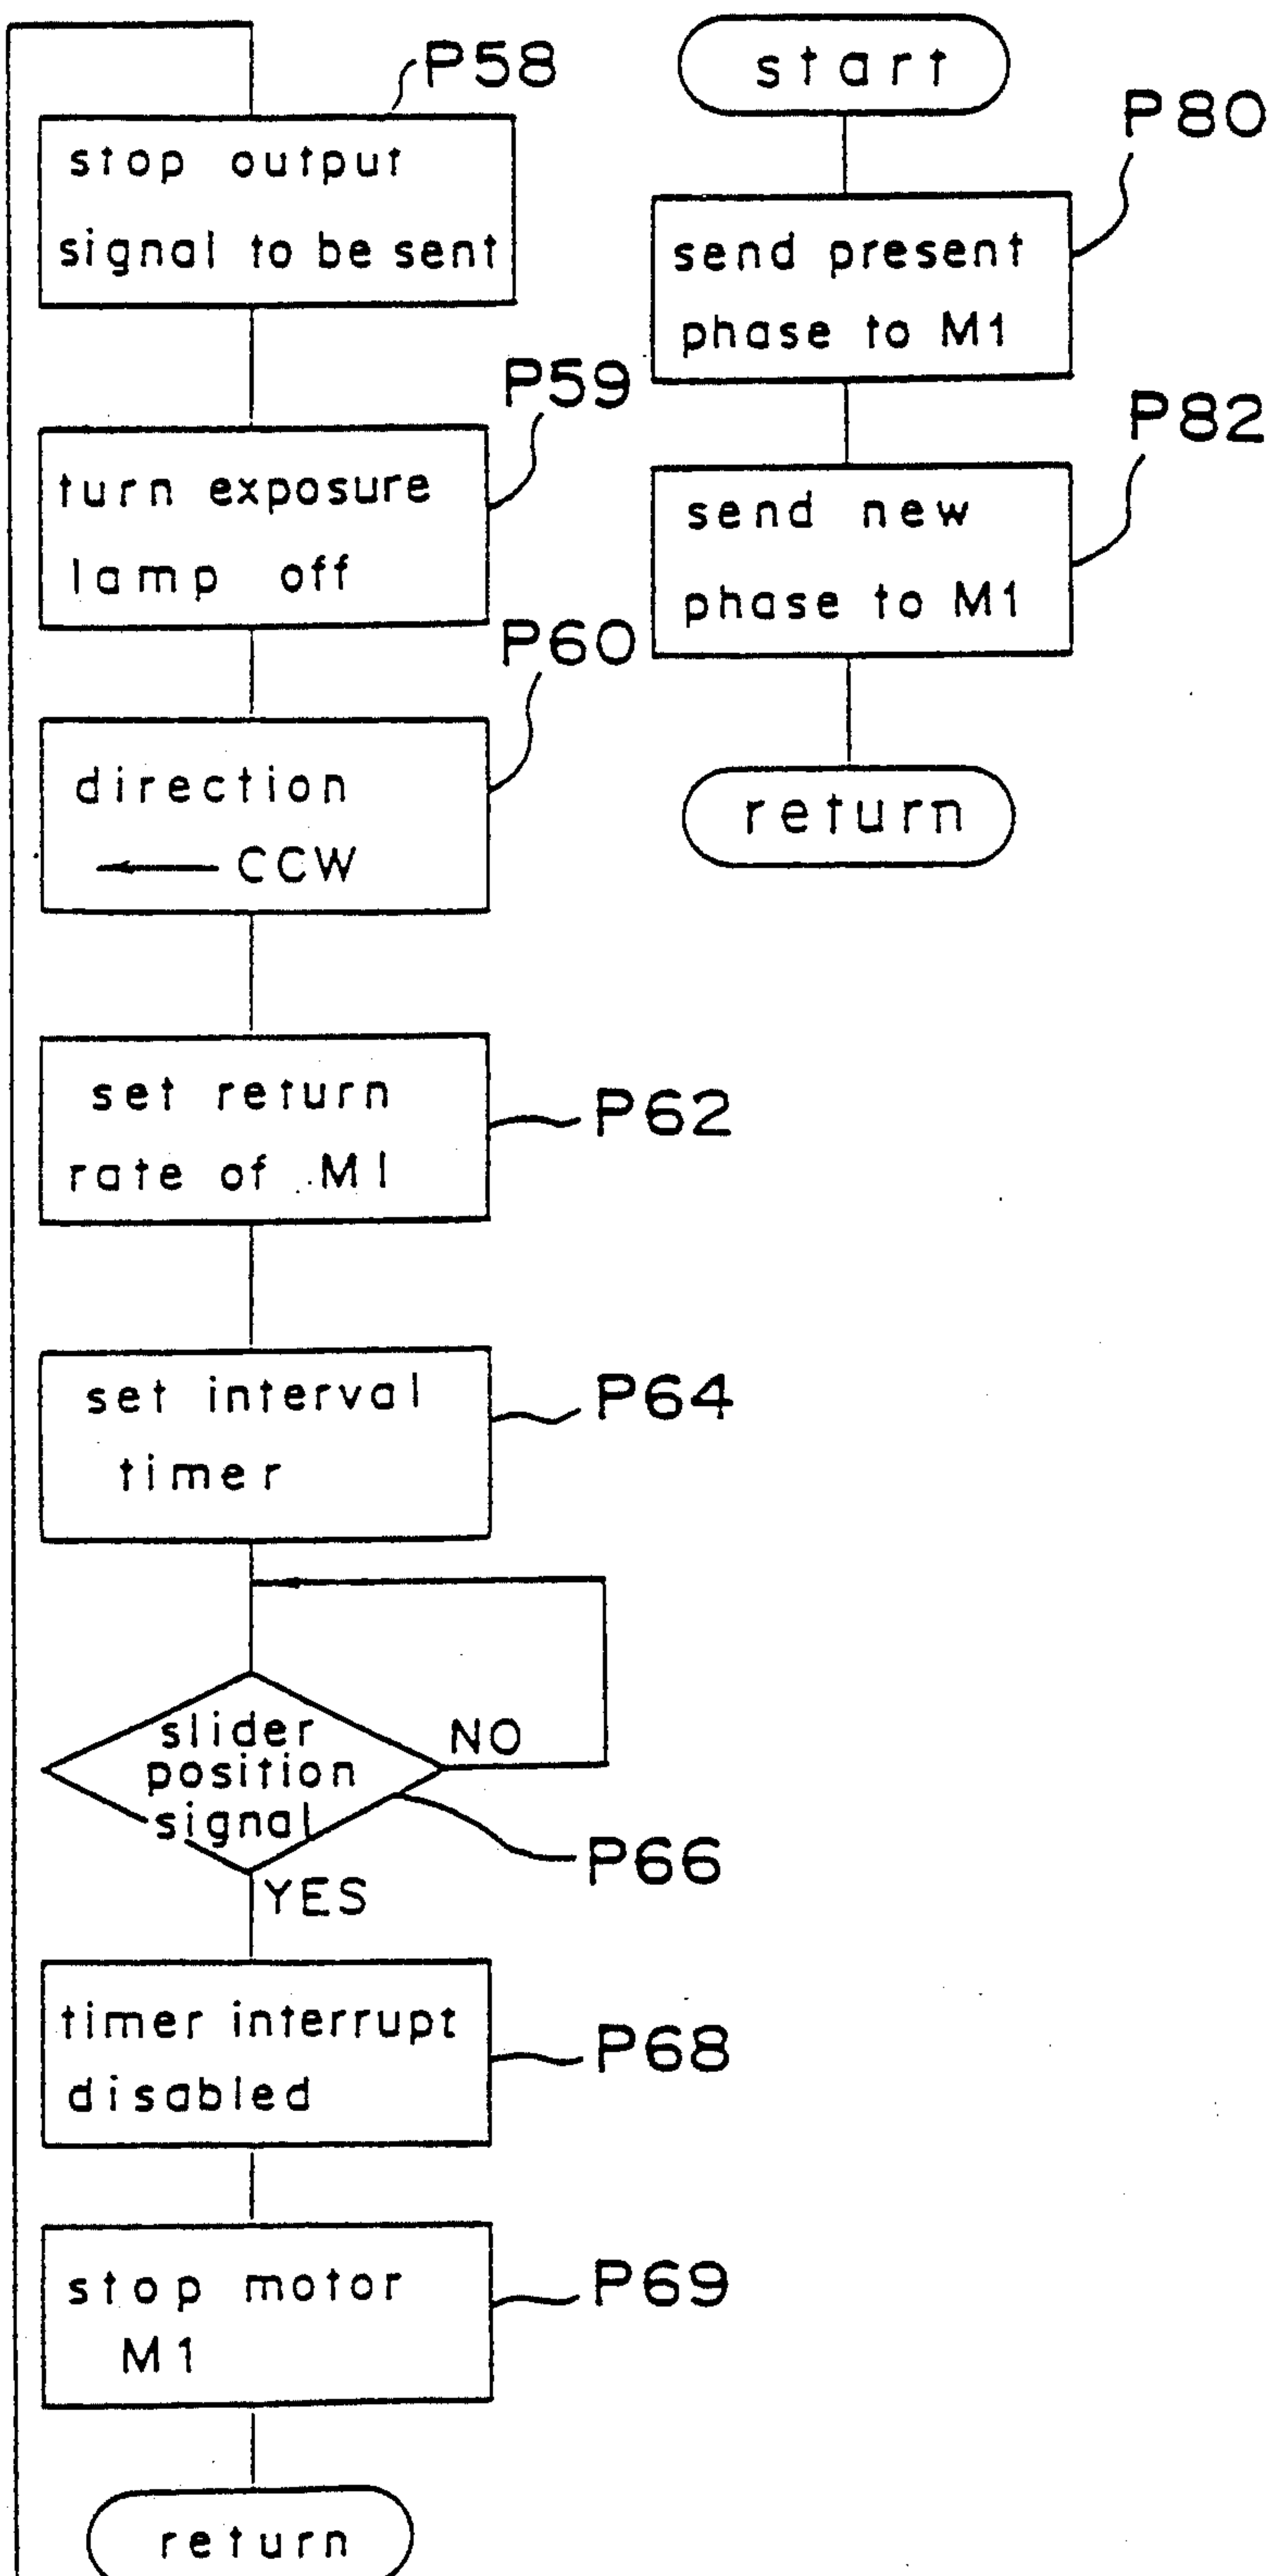 P58
stop output
signal to be sent
P59
turn exposure
lamp off
P60
direction
← CCW
set return
rate of M1
P62
set interval
timer
P64
slider
position
signal
NO
P66
YES
timer interrupt
disabled
P68
stop motor
M1
P69
return
start
P80
send present
phase to M1
P82
send new
phase to M1
return